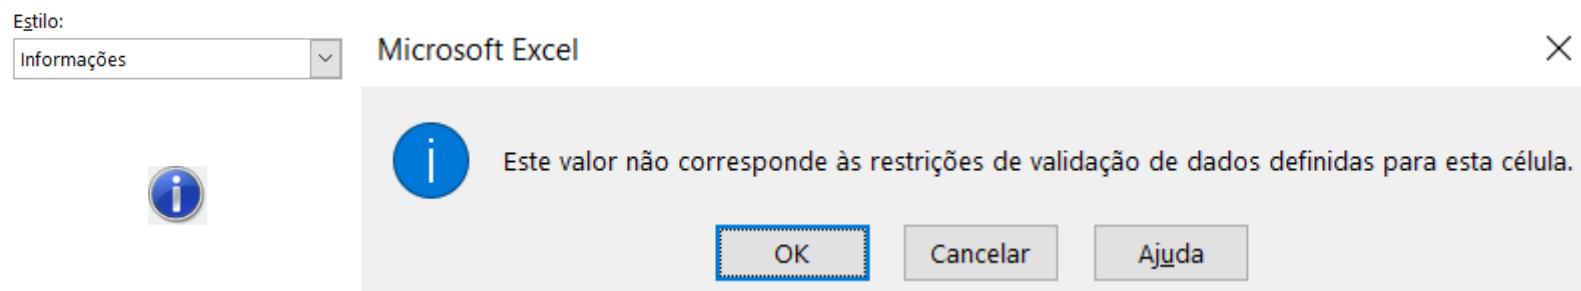 Estilo:
Informações
Microsoft Excel
Este valor não corresponde às restrições de validação de dados definidas para esta célula.
OK
Cancelar
Ajuda